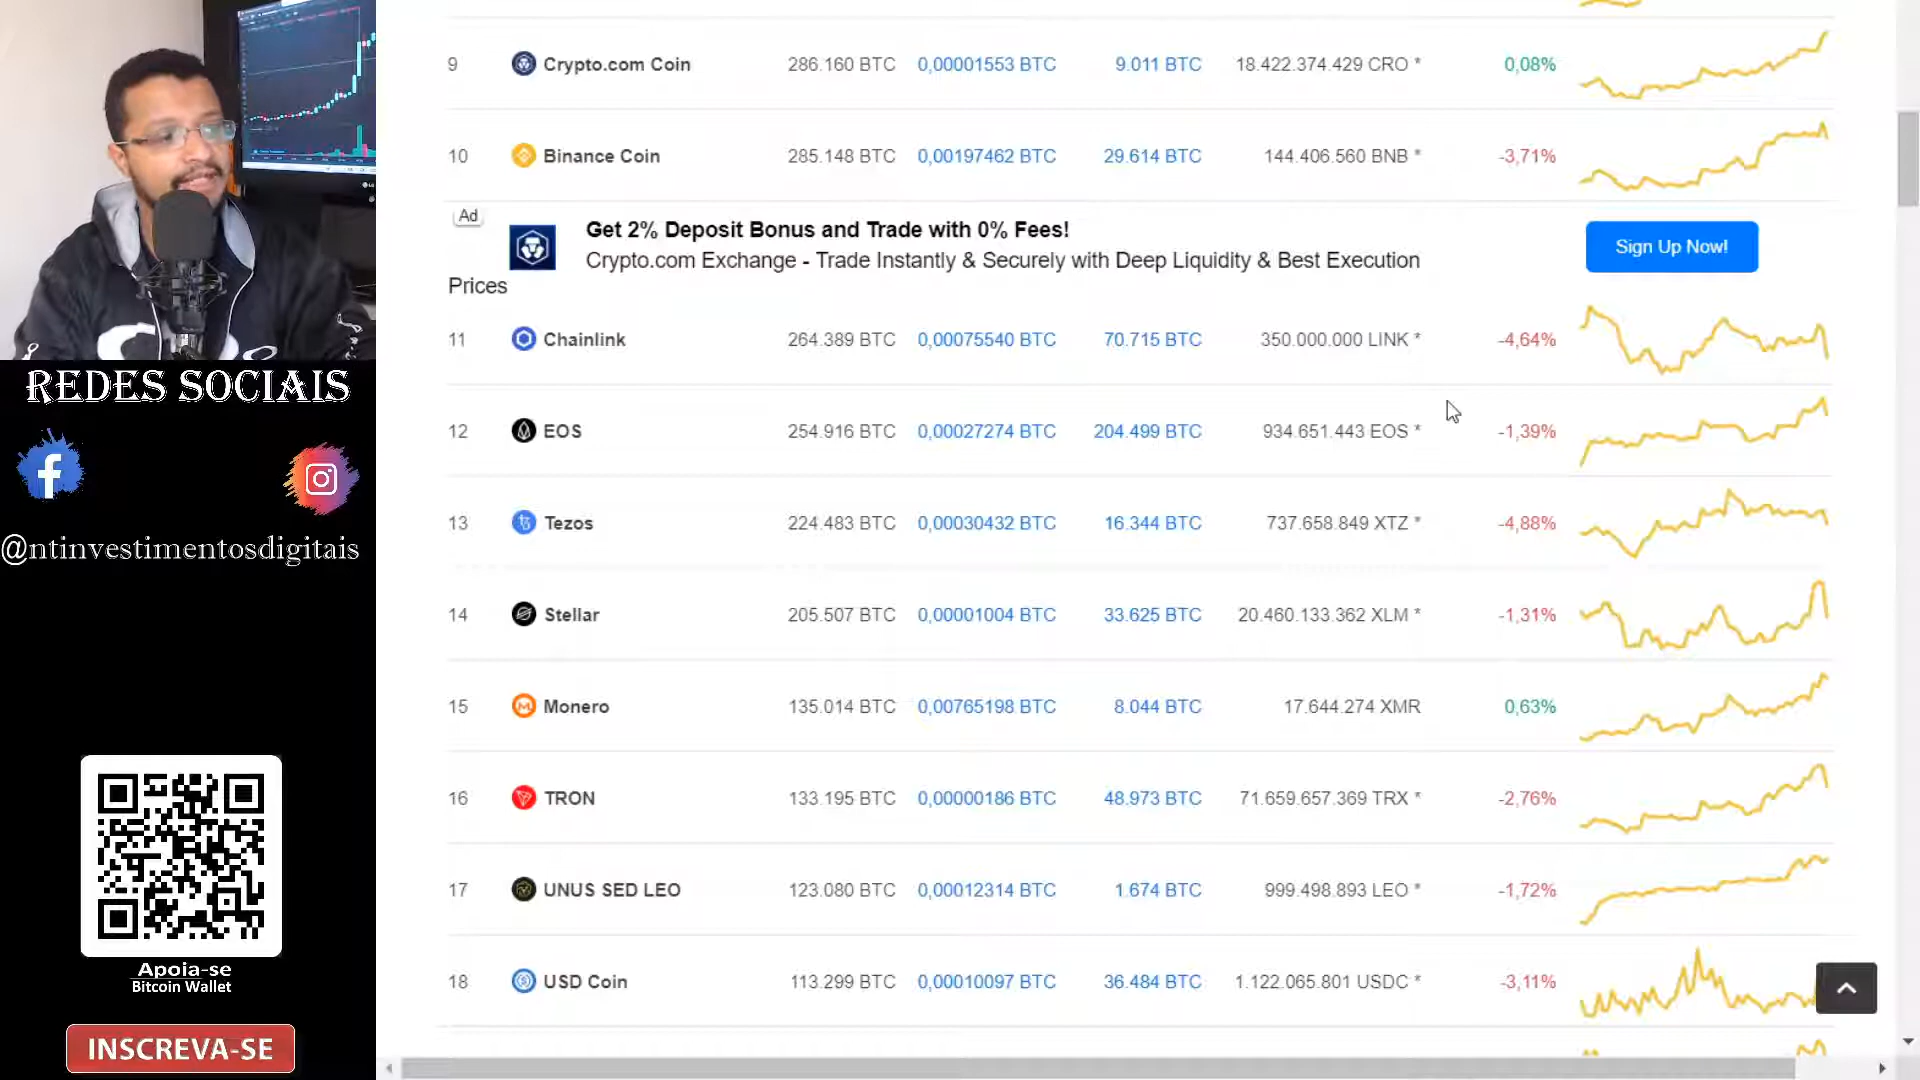 9 Crypto.com Coin 286.160 BTC 0,00001553 BTC 9.011 BTC 18.422.374.429 CRO * 0,08%
10 Binance Coin 285.148 BTC 0,00197462 BTC 29.614 BTC 144.406.560 BNB * -3,71%
Ad
Get 2% Deposit Bonus and Trade with 0% Fees!
Crypto.com Exchange - Trade Instantly & Securely with Deep Liquidity & Best Execution
Sign Up Now!
Prices
11 Chainlink 264.389 BTC 0,00075540 BTC 70.715 BTC 350.000.000 LINK * -4,64%
12 EOS 254.916 BTC 0,00027274 BTC 204.499 BTC 934.651.443 EOS * -1,39%
13 Tezos 224.483 BTC 0,00030432 BTC 16.344 BTC 737.658.849 XTZ * -4,88%
14 Stellar 205.507 BTC 0,00001004 BTC 33.625 BTC 20.460.133.362 XLM * -1,31%
15 Monero 135.014 BTC 0,00765198 BTC 8.044 BTC 17.644.274 XMR 0,63%
16 TRON 133.195 BTC 0,00000186 BTC 48.973 BTC 71.659.657.369 TRX * -2,76%
17 UNUS SED LEO 123.080 BTC 0,00012314 BTC 1.674 BTC 999.498.893 LEO * -1,72%
18 USD Coin 113.299 BTC 0,00010097 BTC 36.484 BTC 1.122.065.801 USDC * -3,11%
REDES SOCIAIS
@ntinvestimentosdigitais
Apoia-se
Bitcoin Wallet
INSCREVA-SE